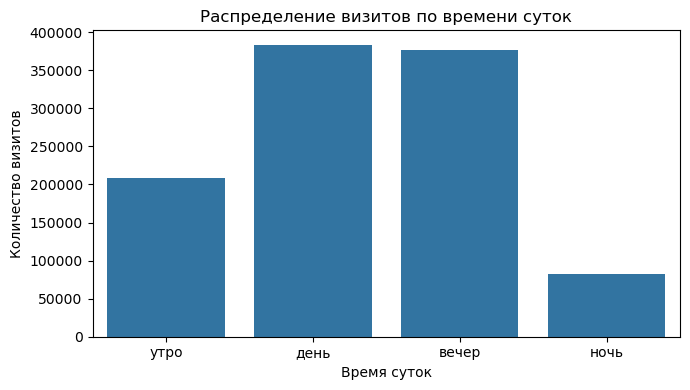 Распределение визитов по времени суток
Количество визитов
400000
350000
300000
250000
200000
150000
100000
50000
0
утро день вечер ночь
Время суток